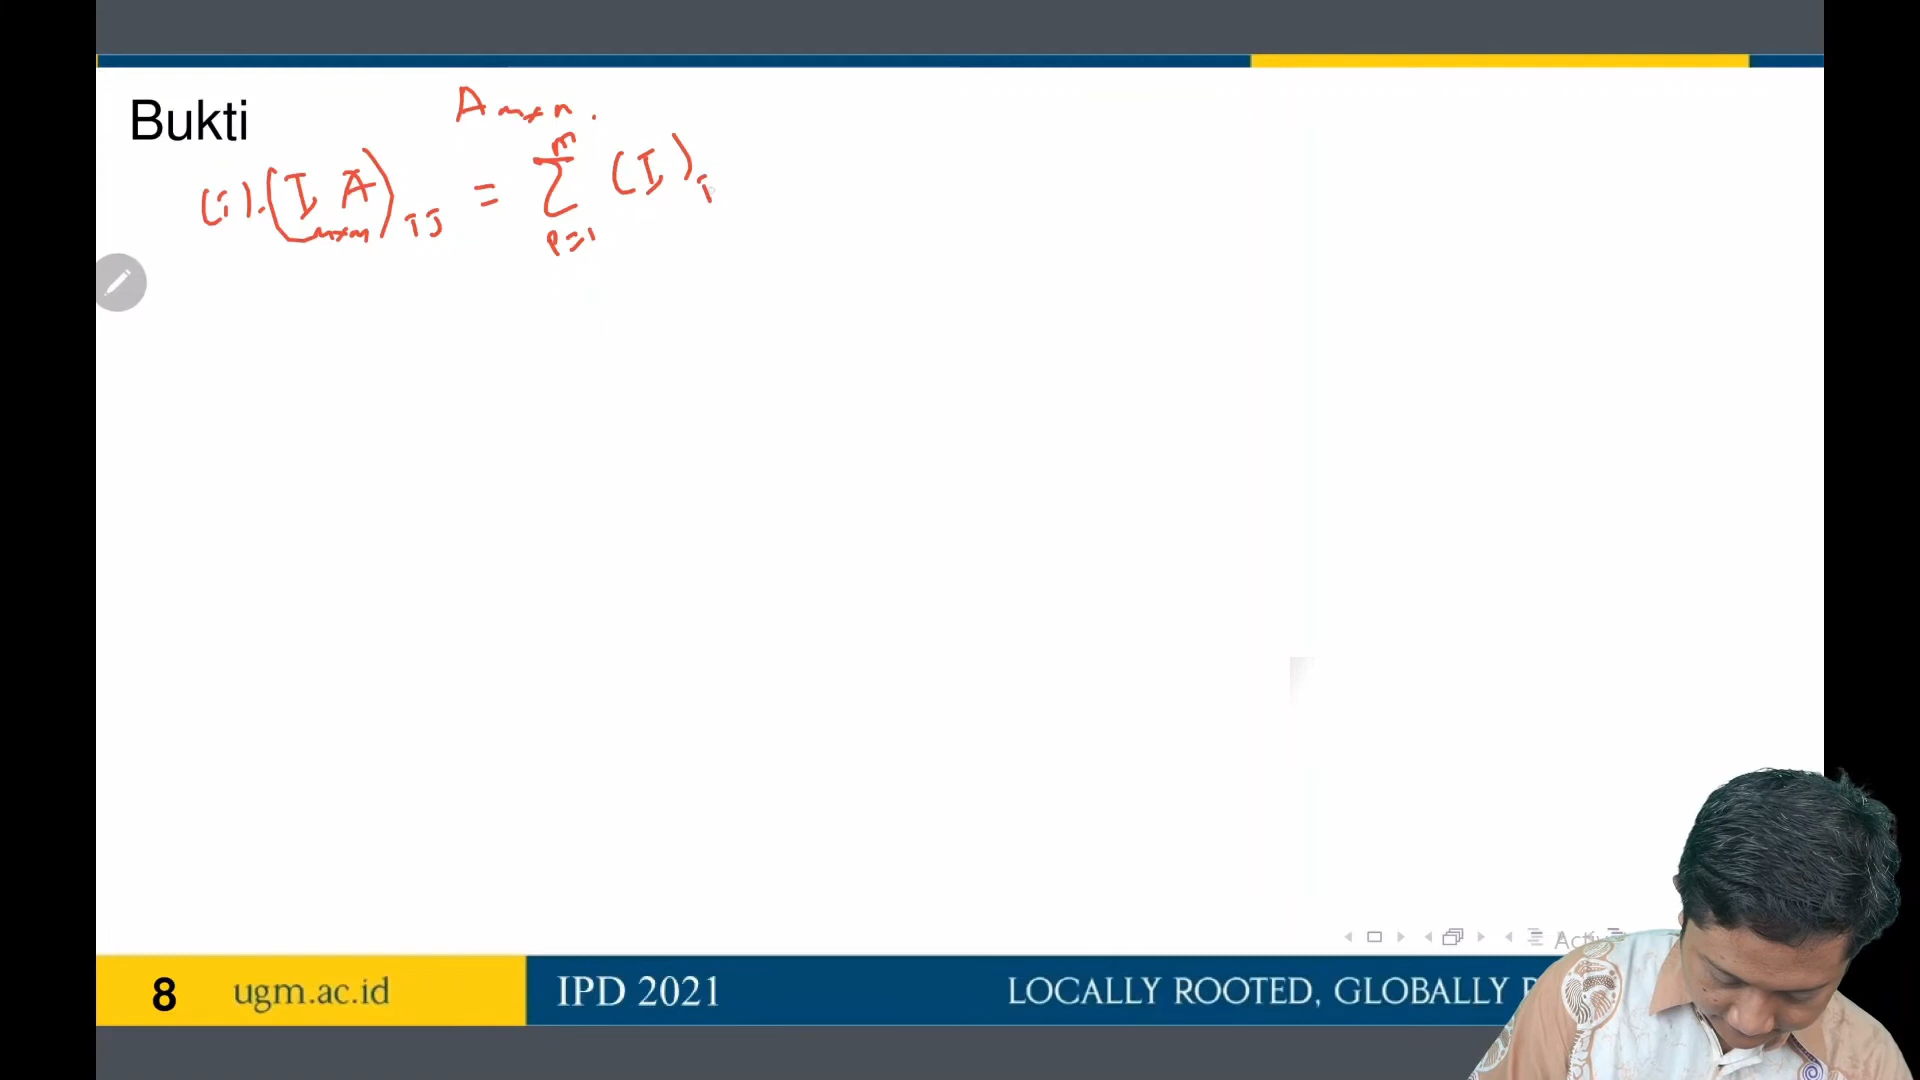 Bukti
A m×n .
(i). (I m×m A) ij = ∑ m p=1 (I) i
8 ugm.ac.id IPD 2021 LOCALLY ROOTED, GLOBALLY